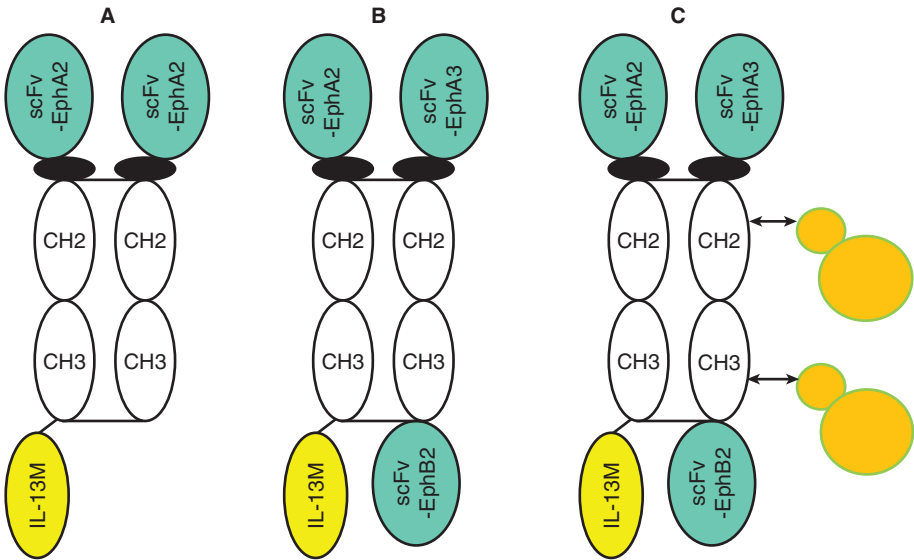 A
scFv
-EphA2
scFv
-EphA2
CH2
CH2
CH3
CH3
IL-13M
B
scFv
-EphA2
scFv
-EphA3
CH2
CH2
CH3
CH3
IL-13M
scFv
-EphB2
C
scFv
-EphA2
scFv
-EphA3
CH2
CH2
CH3
CH3
IL-13M
scFv
-EphB2